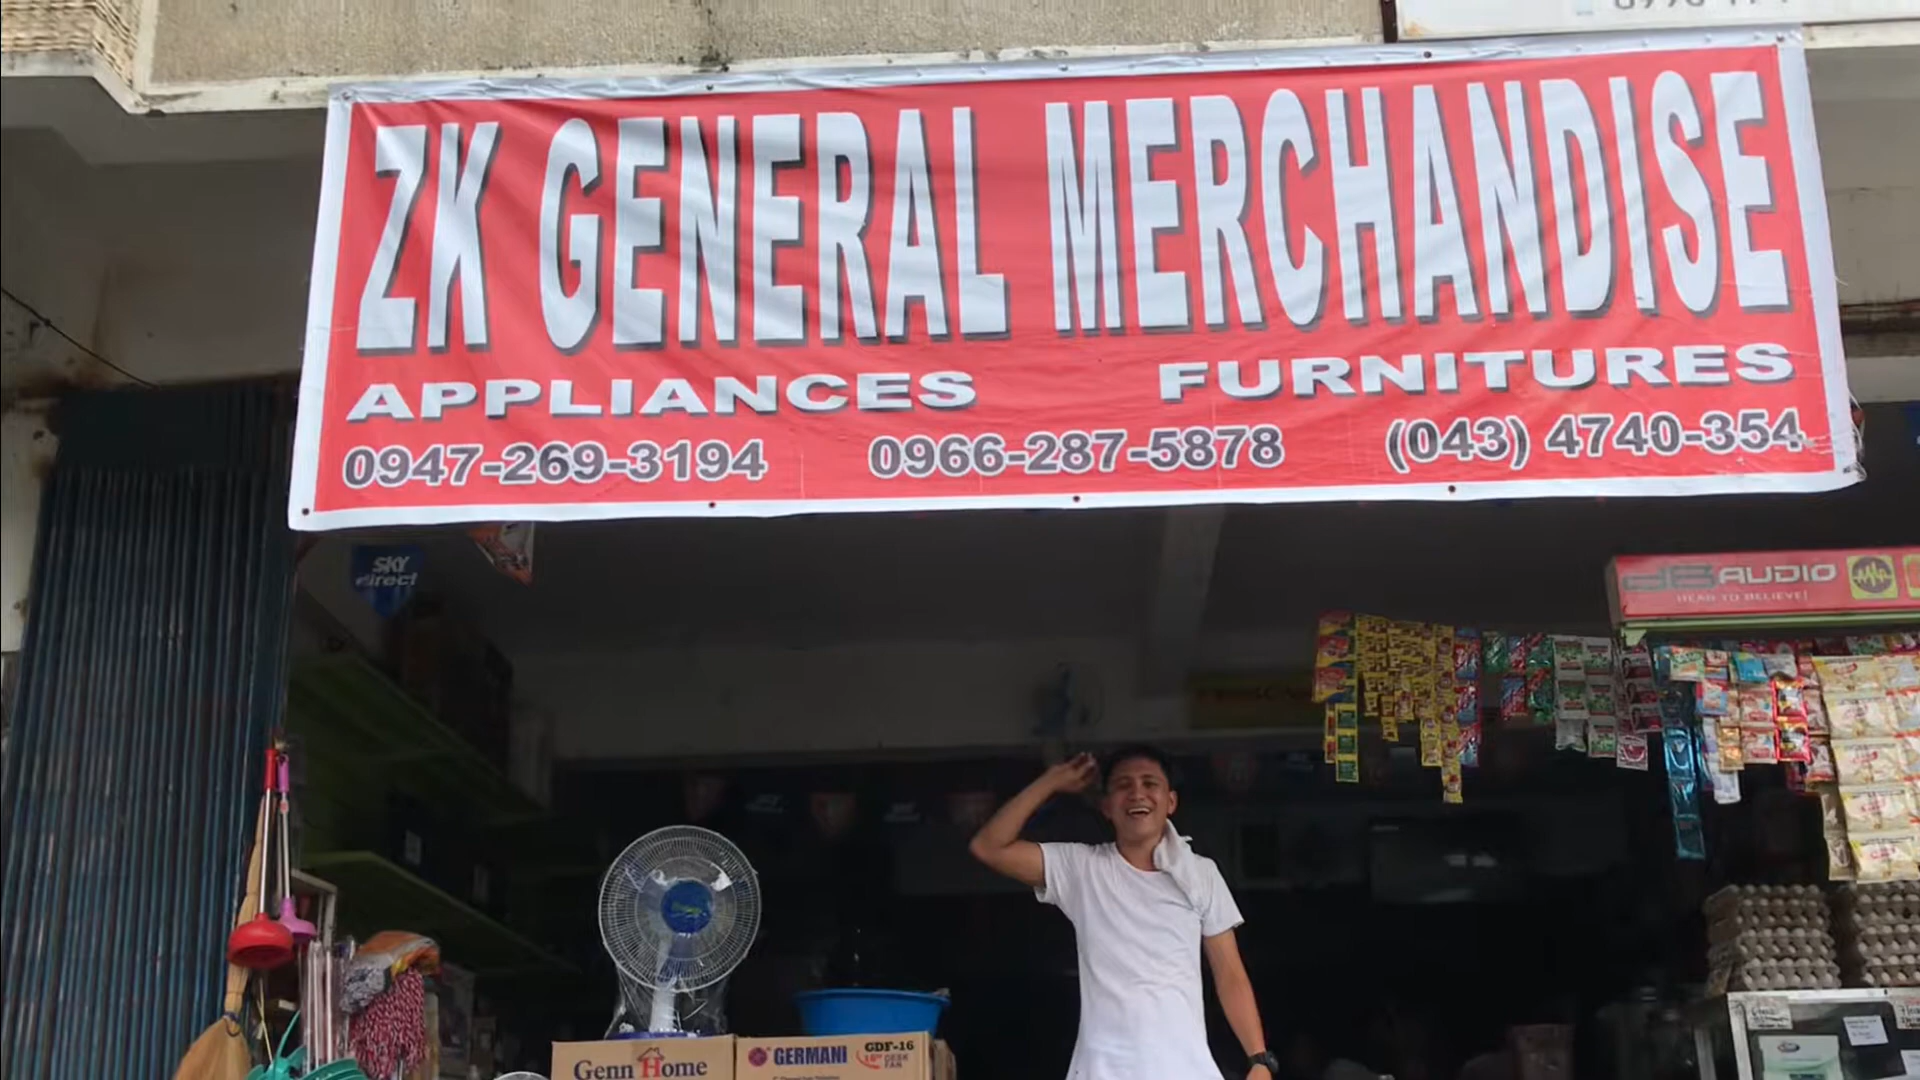 ZK GENERAL MERCHANDISE
APPLIANCES FURNITURES
0947-269-3194 0966-287-5878 (043) 4740-354
SKY
direct
dB AUDIO
HEAR TO BELIEVE!
Genn Home
GERMANI
GDF-16
16" DESK
FAN